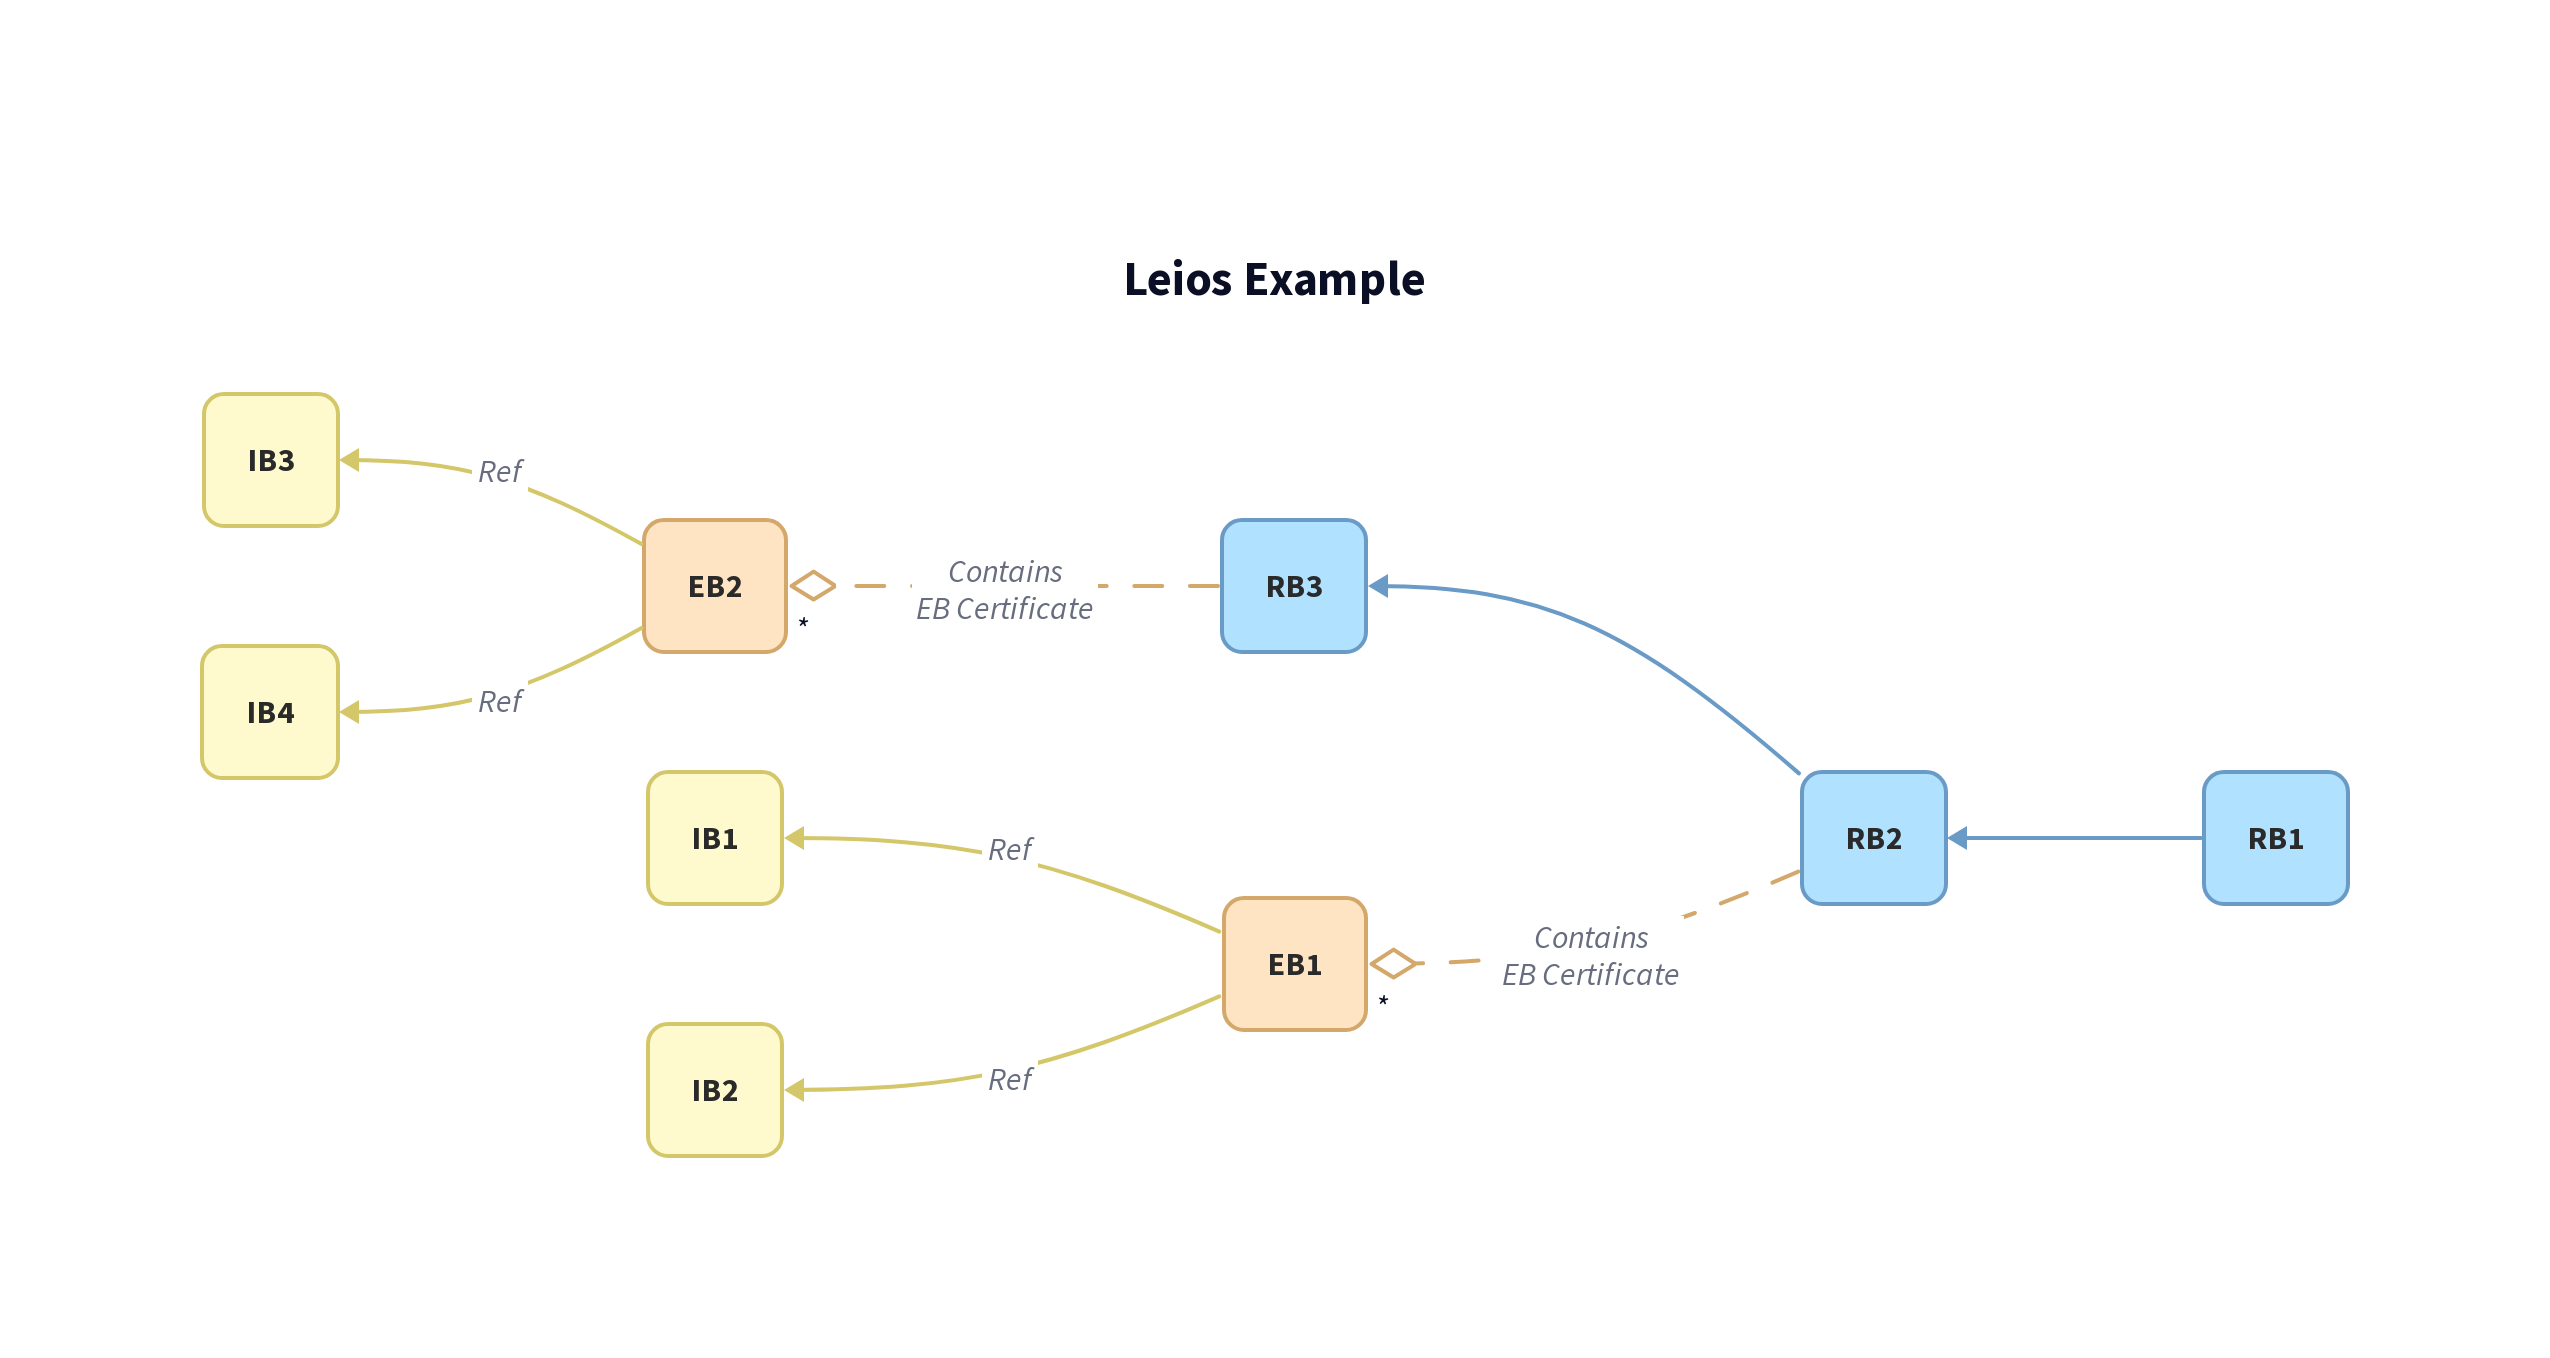 Leios Example
IB3
Ref
EB2
*
Contains
EB Certificate
RB3
IB4
Ref
IB1
Ref
RB2
RB1
EB1
*
Contains
EB Certificate
IB2
Ref